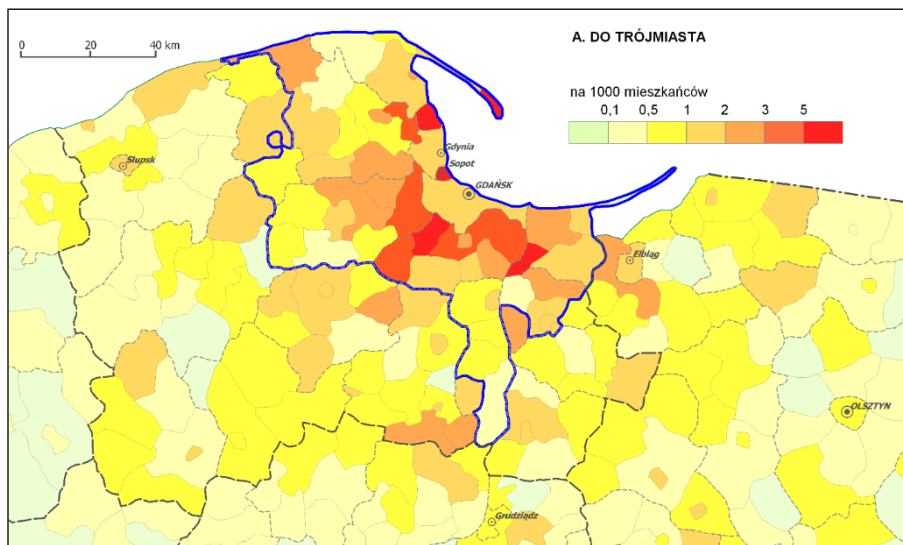 A. DO TRÓJMIASTA
0 20 40 km
na 1000 mieszkańców
0,1 0,5 1 2 3 5
Gdynia
Słupsk
Sopot
GDAŃSK
Elbląg
OLSZTYN
Grudziądz